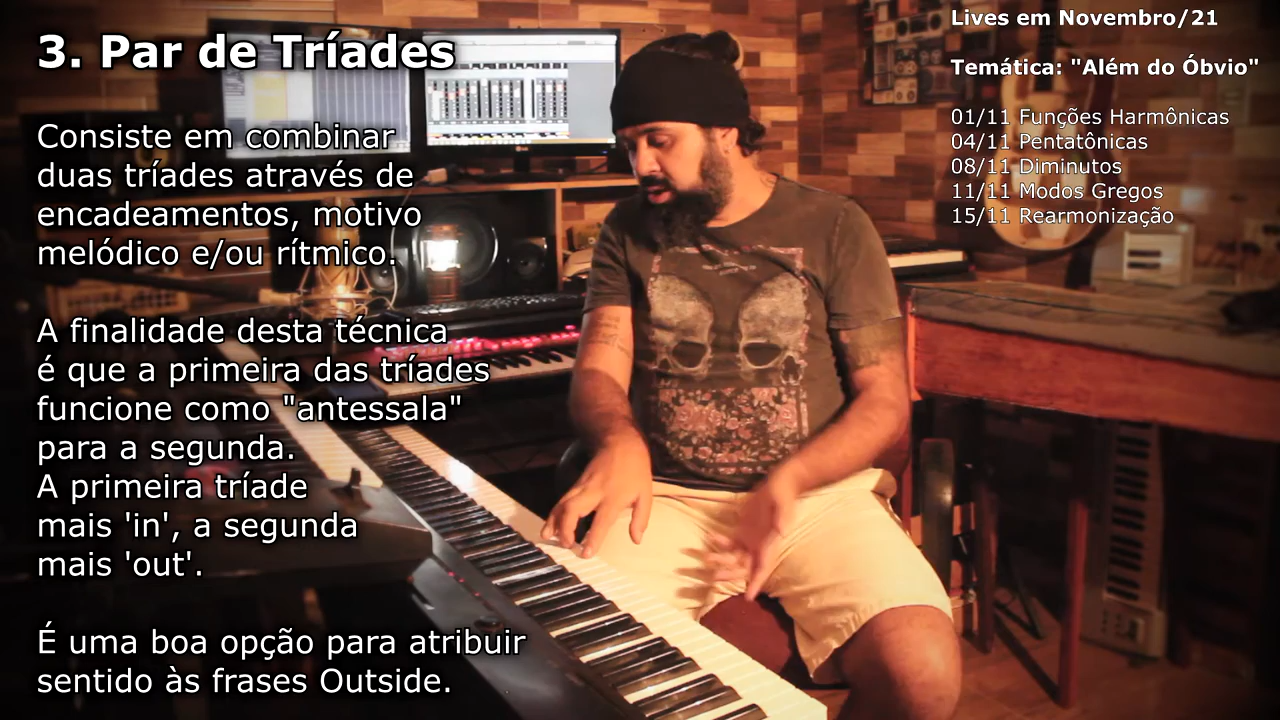 3. Par de Tríades
Consiste em combinar
duas tríades através de
encadeamentos, motivo
melódico e/ou rítmico.
A finalidade desta técnica
é que a primeira das tríades
funcione como "antessala"
para a segunda.
A primeira tríade
mais 'in', a segunda
mais 'out'.
É uma boa opção para atribuir
sentido às frases Outside.
Lives em Novembro/21
Temática: "Além do Óbvio"
01/11 Funções Harmônicas
04/11 Pentatônicas
08/11 Diminutos
11/11 Modos Gregos
15/11 Rearmonização